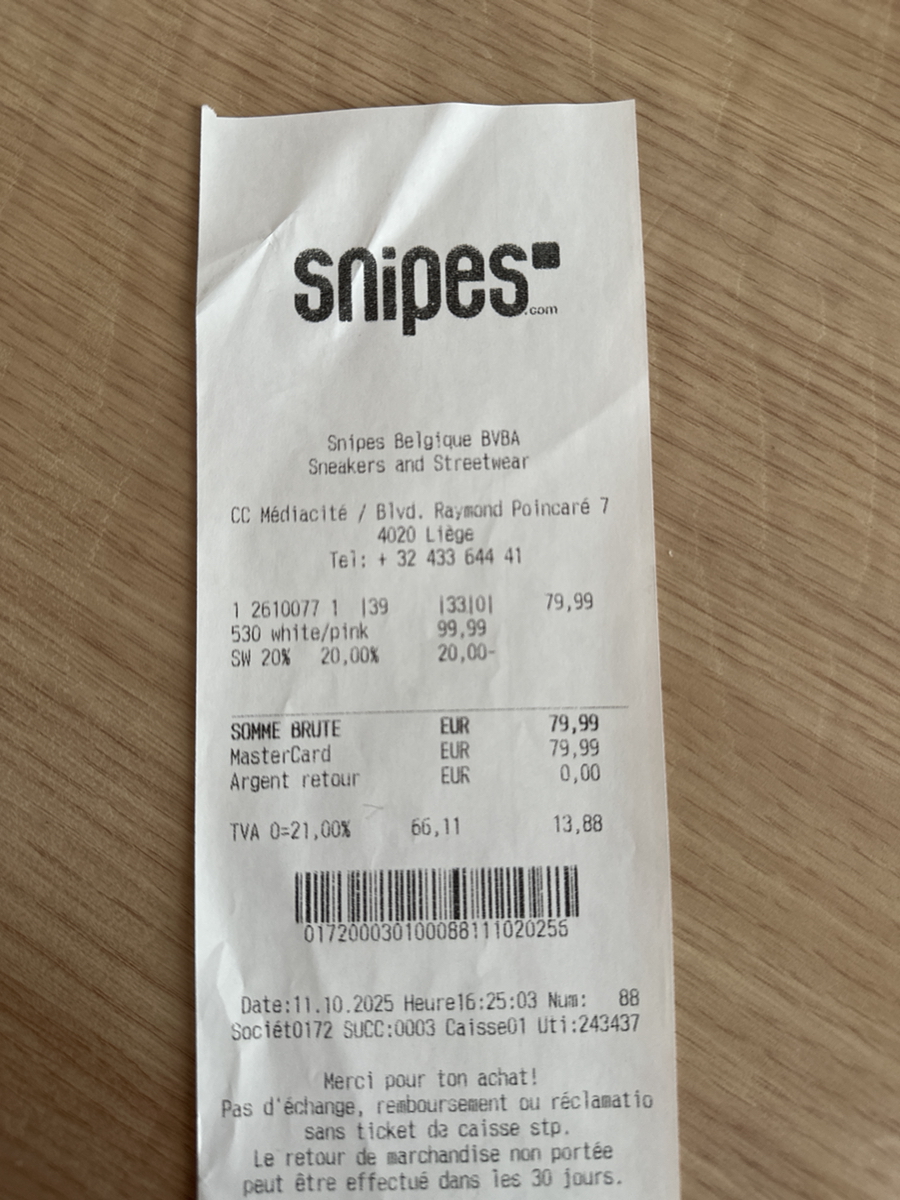 snipes
.com
Snipes Belgique BVBA
Sneakers and Streetwear
CC Médiacité / Blvd. Raymond Poincaré 7
4020 Liège
Tel: + 32 433 644 41
1 2610077 1 |39 |33|0| 79,99
530 white/pink 99,99
SW 20% 20,00% 20,00-
SOMME BRUTE EUR 79,99
MasterCard EUR 79,99
Argent retour EUR 0,00
TVA 0=21,00% 66,11 13,88
017200030100088111020256
Date:11.10.2025 Heure16:25:03 Num: 88
Sociét0172 SUCC:0003 Caisse01 Uti:243437
Merci pour ton achat!
Pas d'échange, remboursement ou réclamatio
sans ticket de caisse stp.
Le retour de marchandise non portée
peut être effectué dans les 30 jours.